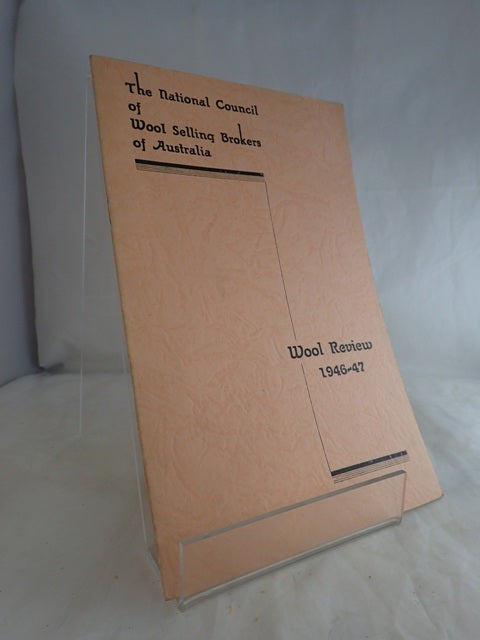 The National Council
of
Wool Selling Brokers
of Australia
Wool Review
1946-47